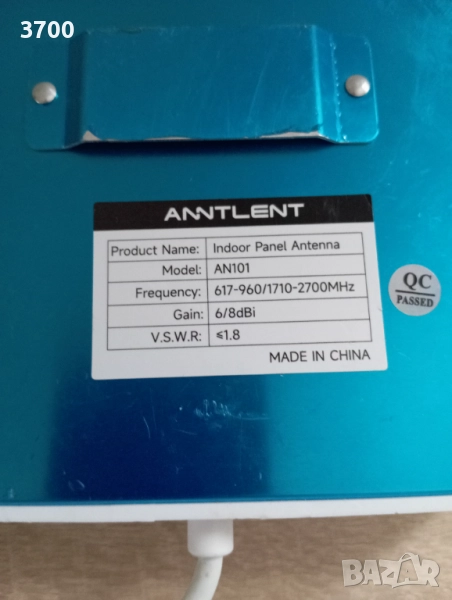 3700
ANNTLENT
Product Name: Indoor Panel Antenna
Model: AN101
Frequency: 617-960/1710-2700MHz
Gain: 6/8dBi
V.S.W.R: ≤1.8
MADE IN CHINA
QC
PASSED
BAZAR